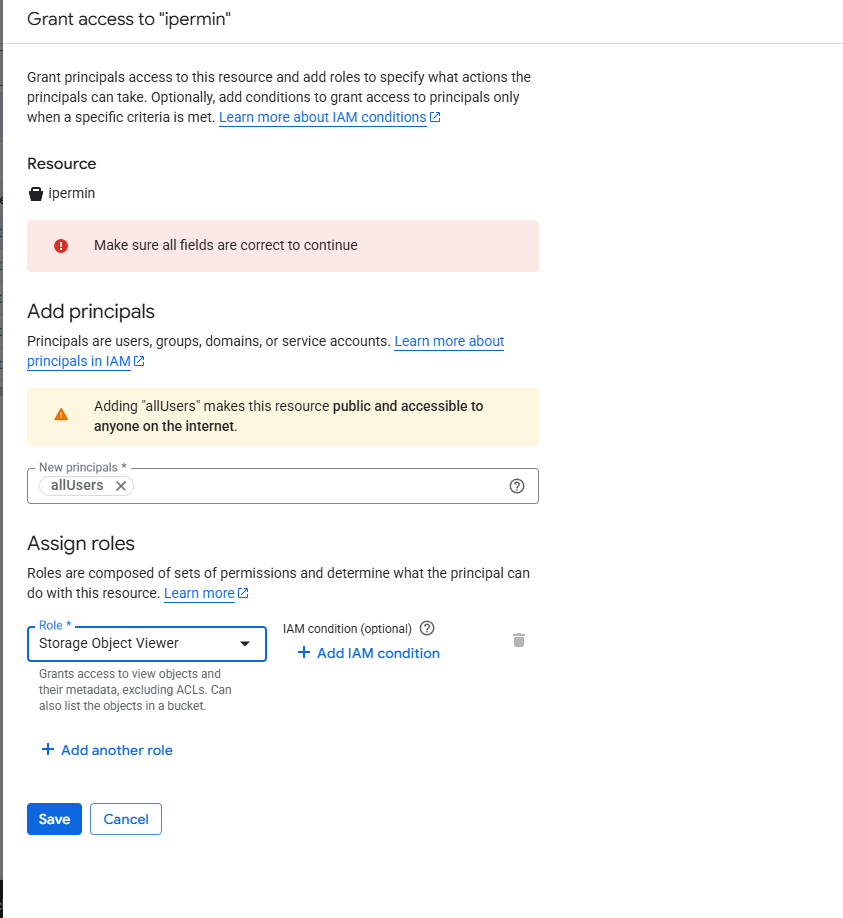 Grant access to "ipermin"
Grant principals access to this resource and add roles to specify what actions the
principals can take. Optionally, add conditions to grant access to principals only
when a specific criteria is met. Learn more about IAM conditions
Resource
ipermin
Make sure all fields are correct to continue
Add principals
Principals are users, groups, domains, or service accounts. Learn more about
principals in IAM
Adding "allUsers" makes this resource public and accessible to
anyone on the internet.
New principals *
allUsers
Assign roles
Roles are composed of sets of permissions and determine what the principal can
do with this resource. Learn more
Role *
Storage Object Viewer
IAM condition (optional)
+ Add IAM condition
Grants access to view objects and
their metadata, excluding ACLs. Can
also list the objects in a bucket.
+ Add another role
Save
Cancel